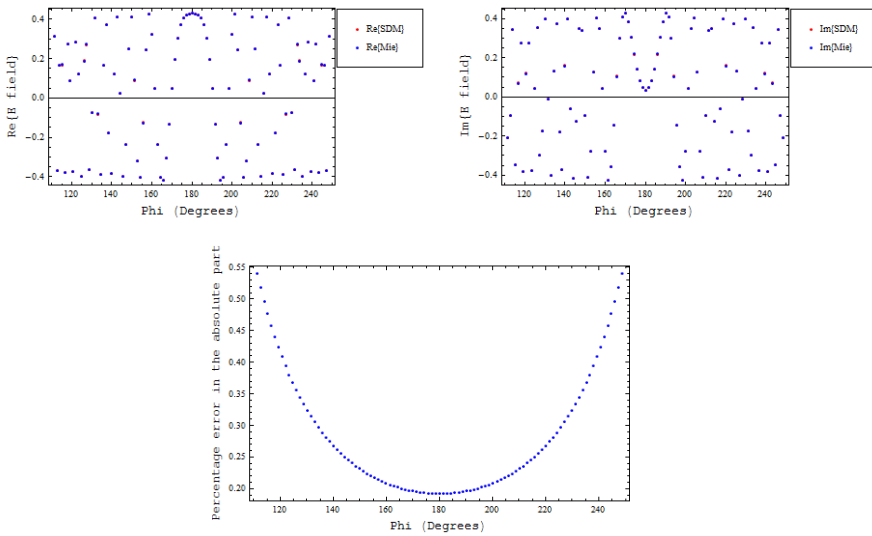 Re{E field}
0.4
0.2
0.0
−0.2
−0.4
120 140 160 180 200 220 240
Phi (Degrees)
Re{SDM}
Re{Mie}
Im{E field}
0.4
0.2
0.0
−0.2
−0.4
120 140 160 180 200 220 240
Phi (Degrees)
Im{SDM}
Im{Mie}
Percentage error in the absolute part
0.55
0.50
0.45
0.40
0.35
0.30
0.25
0.20
120 140 160 180 200 220 240
Phi (Degrees)